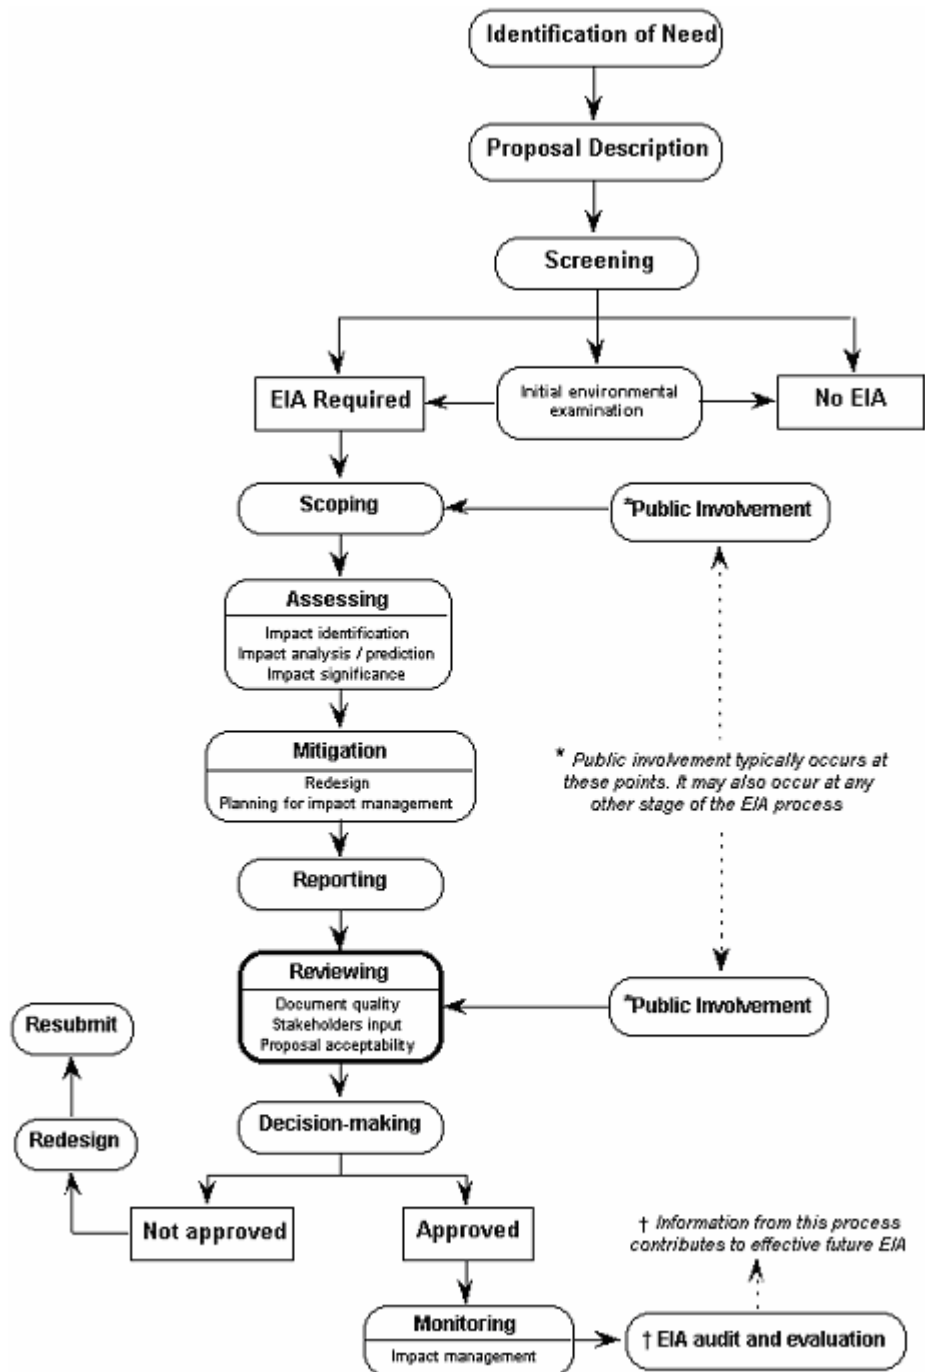 Identification of Need
Proposal Description
Screening
EIA Required
Initial environmental
examination
No EIA
Scoping
*Public Involvement
Assessing
Impact identification
Impact analysis / prediction
Impact significance
Mitigation
Redesign
Planning for impact management
* Public involvement typically occurs at
these points. It may also occur at any
other stage of the EIA process
Reporting
Reviewing
Document quality
Stakeholders input
Proposal acceptability
*Public Involvement
Resubmit
Redesign
Decision-making
Not approved
Approved
† Information from this process
contributes to effective future EIA
Monitoring
Impact management
† EIA audit and evaluation